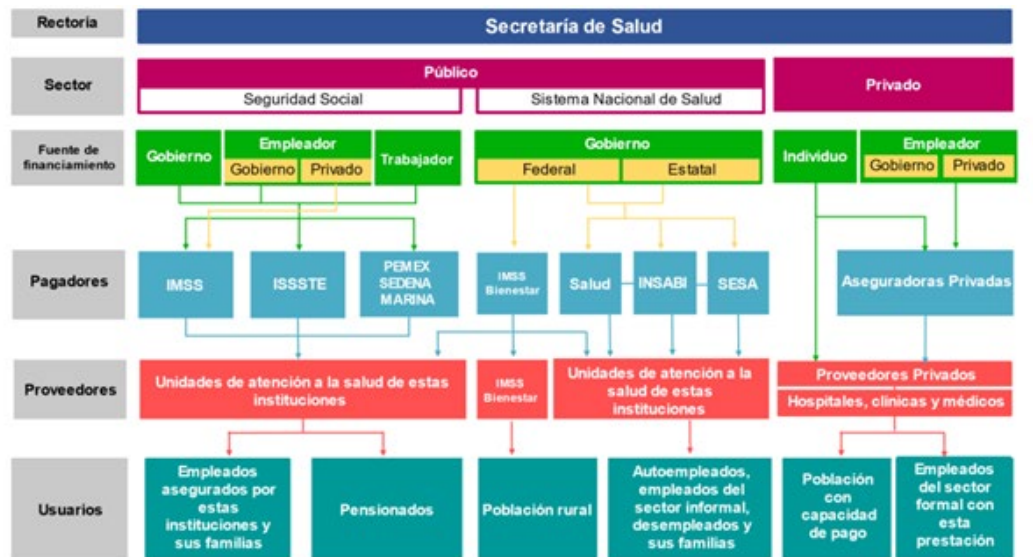 Rectoría
Secretaría de Salud
Sector
Público
Seguridad Social
Sistema Nacional de Salud
Privado
Fuente de
financiamiento
Gobierno
Empleador
Gobierno
Privado
Trabajador
Gobierno
Federal
Estatal
Individuo
Empleador
Gobierno
Privado
Pagadores
IMSS
ISSSTE
PEMEX
SEDENA
MARINA
IMSS
Bienestar
Salud
INSABI
SESA
Aseguradoras Privadas
Proveedores
Unidades de atención a la salud de estas
instituciones
IMSS
Bienestar
Unidades de atención a la
salud de estas
instituciones
Proveedores Privados
Hospitales, clínicas y médicos
Usuarios
Empleados
asegurados por
estas
instituciones y
sus familias
Pensionados
Población rural
Autoempleados,
empleados del
sector informal,
desempleados y
sus familias
Población
con
capacidad
de pago
Empleados
del sector
formal con
esta
prestación